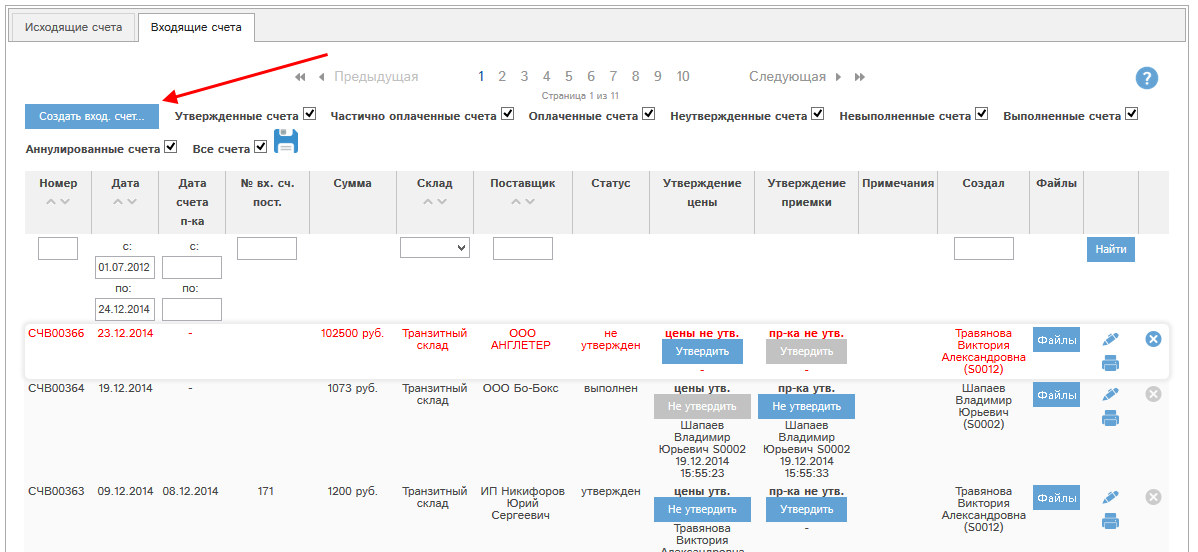 Исходящие счета Входящие счета
Предыдущая 1 2 3 4 5 6 7 8 9 10 Следующая
Страница 1 из 11
?
Создать вход. счет... Утвержденные счета Частично оплаченные счета Оплаченные счета Неутвержденные счета Невыполненные счета Выполненные счета
Аннулированные счета Все счета
Номер Дата Дата № вх. сч. Сумма Склад Поставщик Статус Утверждение Утверждение Примечания Создал Файлы
счета пост. цены приемки
п-ка
с: с: Найти
01.07.2012
по: по:
24.12.2014
СЧВ00366 23.12.2014 - 102500 руб. Транзитный ООО не цены не утв. пр-ка не утв. Травянова Файлы
склад АНГЛЕТЕР утвержден Утвердить Утвердить Виктория
Александровна
- - (S0012)
СЧВ00364 19.12.2014 - 1073 руб. Транзитный ООО Бо-Бокс выполнен цены утв. пр-ка утв. Шапаев Файлы
склад Не утвердить Не утвердить Владимир
Юрьевич
Шапаев Шапаев (S0002)
Владимир Владимир
Юрьевич S0002 Юрьевич S0002
19.12.2014 19.12.2014
15:55:23 15:55:33
СЧВ00363 09.12.2014 08.12.2014 171 1200 руб. Транзитный ИП Никифоров утвержден цены утв. пр-ка не утв. Травянова Файлы
склад Юрий Не утвердить Утвердить Виктория
Сергеевич Александровна
Травянова - (S0012)
Виктория
Александровна